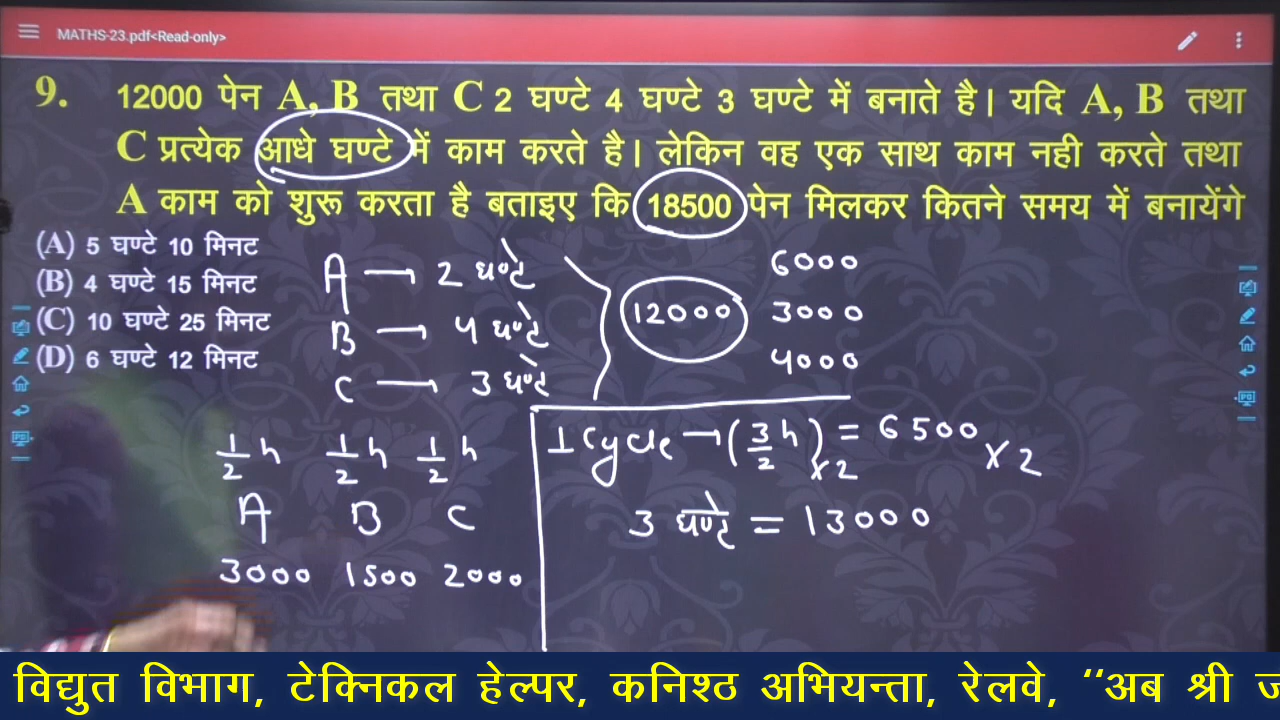 MATHS-23.pdf<Read-only>
9. 12000 पेन A, B तथा C 2 घण्टे 4 घण्टे 3 घण्टे में बनाते है। यदि A, B तथा
C प्रत्येक आधे घण्टे में काम करते है। लेकिन वह एक साथ काम नही करते तथा
A काम को शुरू करता है बताइए कि 18500 पेन मिलकर कितने समय में बनायेंगे
(A) 5 घण्टे 10 मिनट
(B) 4 घण्टे 15 मिनट
(C) 10 घण्टे 25 मिनट
(D) 6 घण्टे 12 मिनट
A → 2 घण्टे
B → 4 घण्टे
C → 3 घण्टे
12000
6000
3000
4000
1/2 h 1/2 h 1/2 h
A B C
3000 1500 2000
1 Cycle → (3/2 h) × 2 = 6500 × 2
3 घण्टे = 13000
विद्युत विभाग, टेक्निकल हेल्पर, कनिश्ठ अभियन्ता, रेलवे, ‘‘अब श्री ज